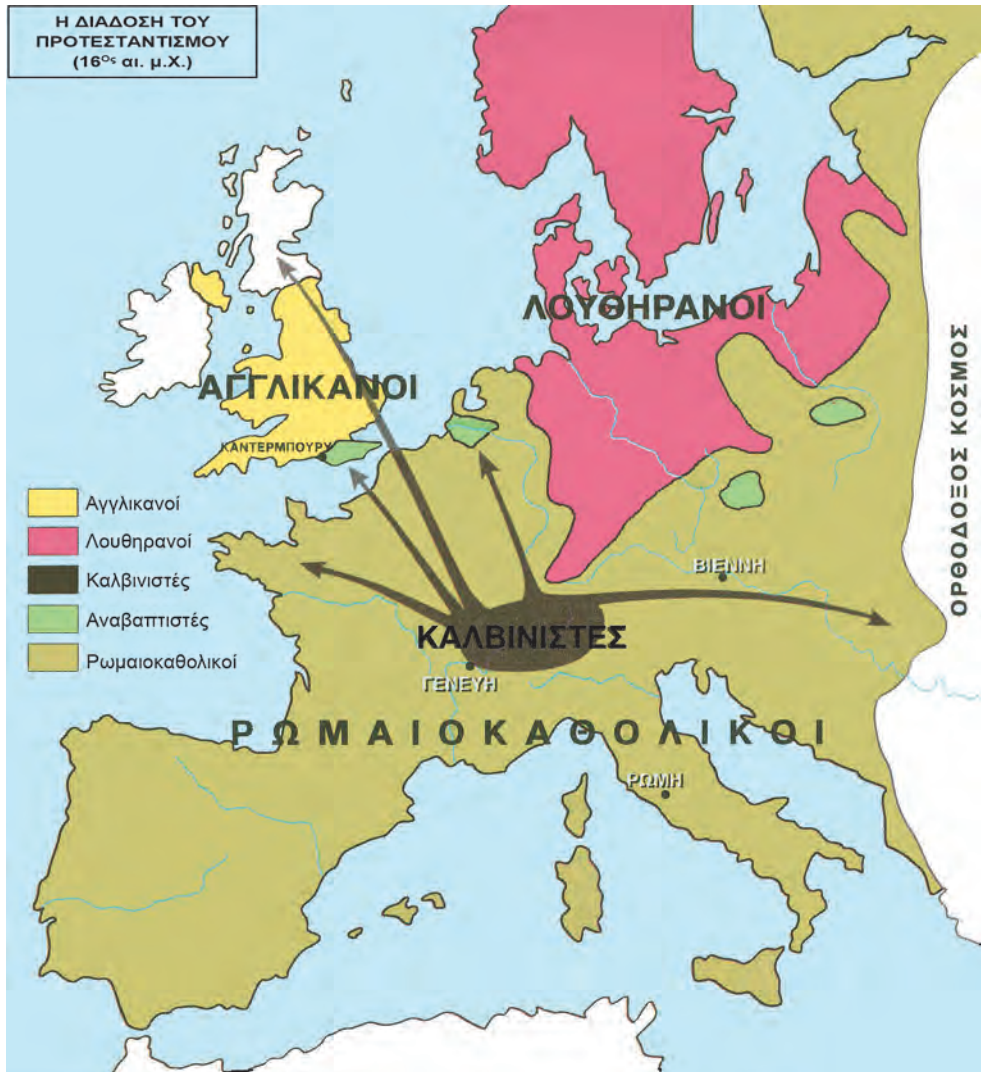 Η ΔΙΑΔΟΣΗ ΤΟΥ
ΠΡΟΤΕΣΤΑΝΤΙΣΜΟΥ
(16Ος αι. μ.Χ.)
ΛΟΥΘΗΡΑΝΟΙ
ΑΓΓΛΙΚΑΝΟΙ
ΚΑΝΤΕΡΜΠΟΥΡΥ
ΟΡΘΟΔΟΞΟΣ ΚΟΣΜΟΣ
Αγγλικανοί
Λουθηρανοί
Καλβινιστές
Αναβαπτιστές
Ρωμαιοκαθολικοί
ΒΙΕΝΝΗ
ΚΑΛΒΙΝΙΣΤΕΣ
ΓΕΝΕΥΗ
ΡΩΜΑΙΟΚΑΘΟΛΙΚΟΙ
ΡΩΜΗ